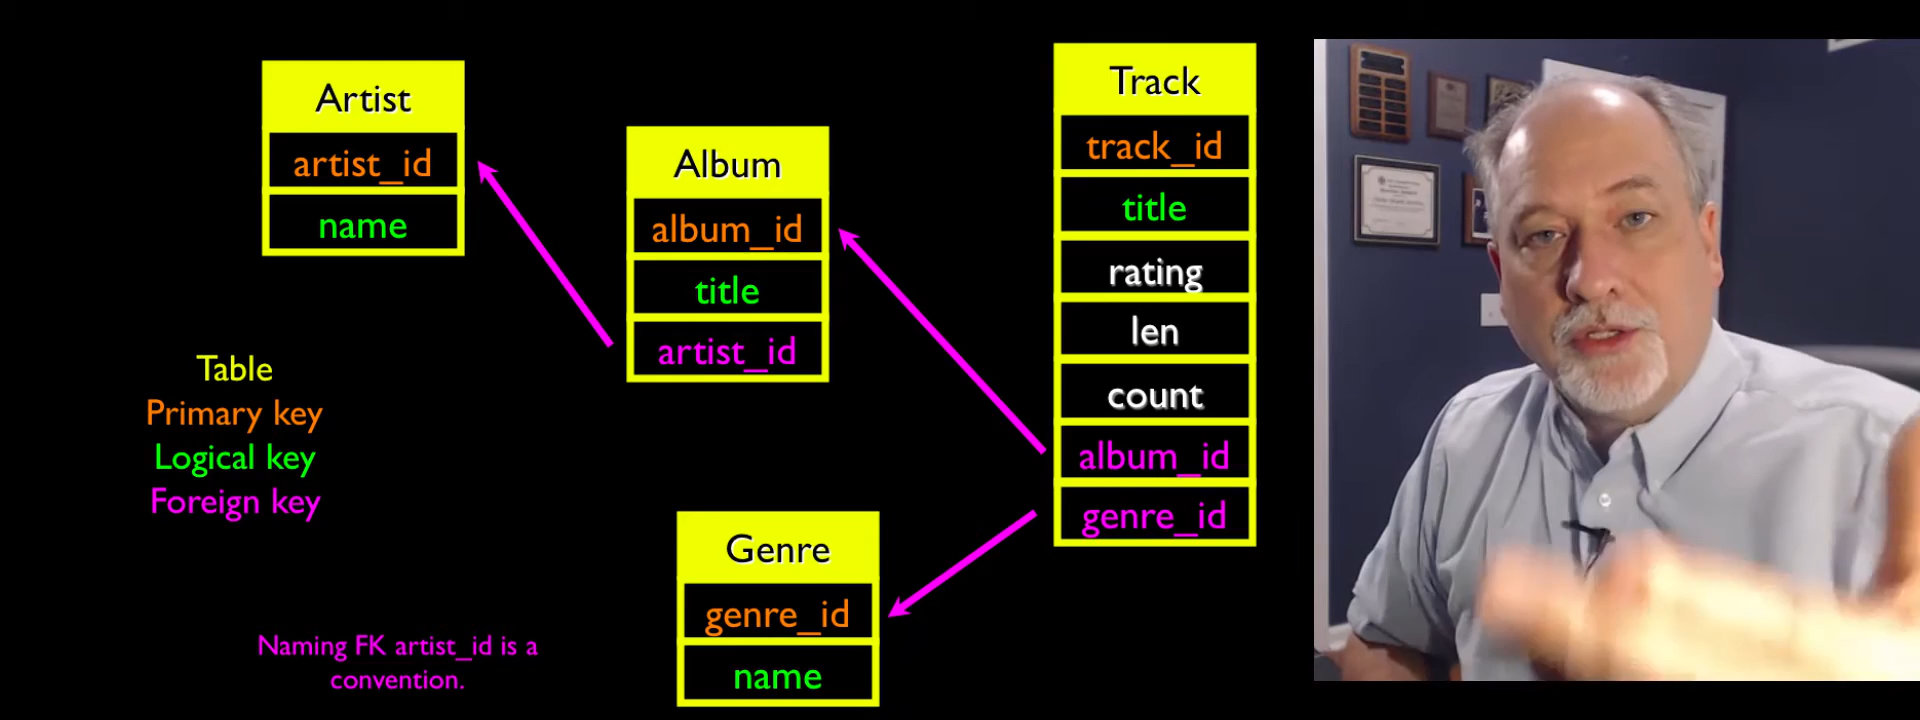 Artist
artist_id
name
Album
album_id
title
artist_id
Track
track_id
title
rating
len
count
album_id
genre_id
Table
Primary key
Logical key
Foreign key
Genre
genre_id
name
Naming FK artist_id is a
convention.